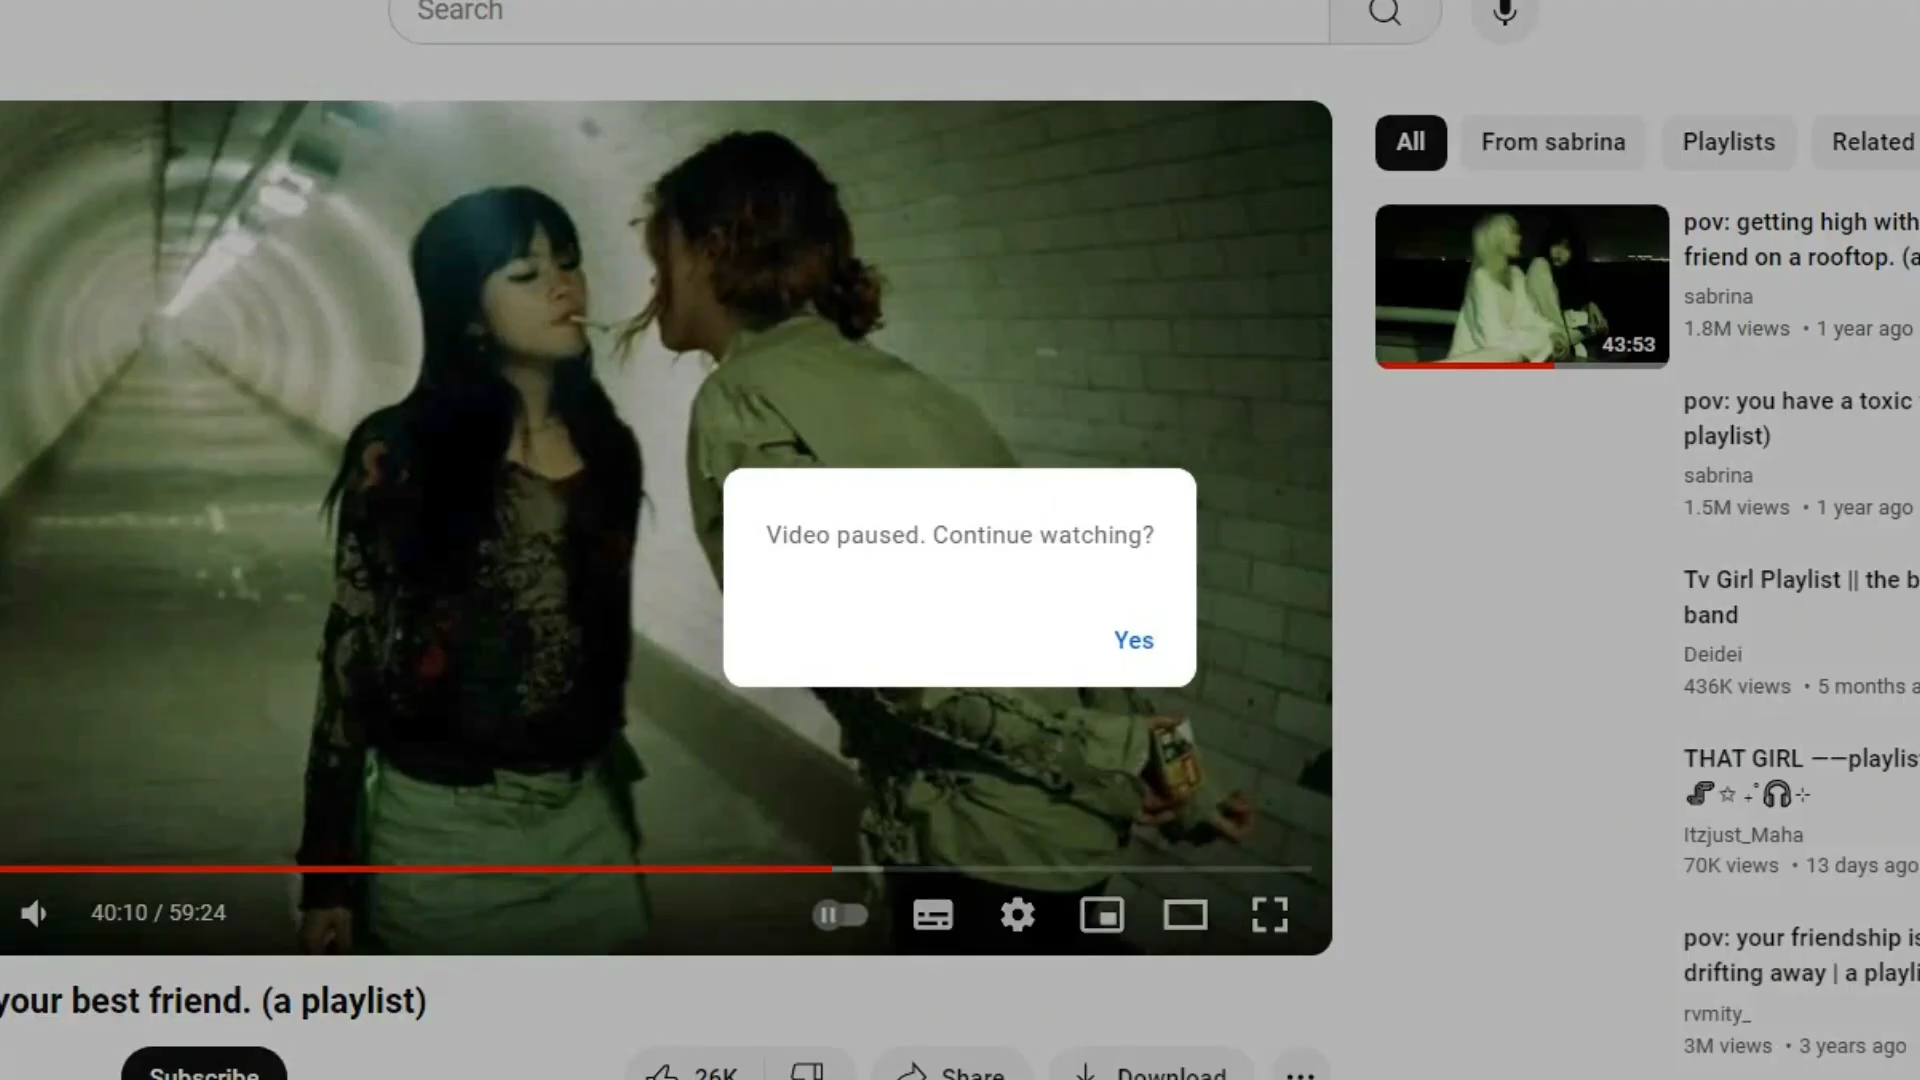 Search
All
From sabrina
Playlists
Related
pov: getting high with
friend on a rooftop. (a
sabrina
1.8M views • 1 year ago
43:53
pov: you have a toxic
playlist)
sabrina
1.5M views • 1 year ago
Video paused. Continue watching?
Yes
Tv Girl Playlist || the b
band
Deidei
436K views • 5 months a
THAT GIRL ——playlis
Itzjust_Maha
70K views • 13 days ago
40:10 / 59:24
pov: your friendship is
drifting away | a playli
rvmity_
3M views • 3 years ago
your best friend. (a playlist)
Subscribe
26K
Share
Download